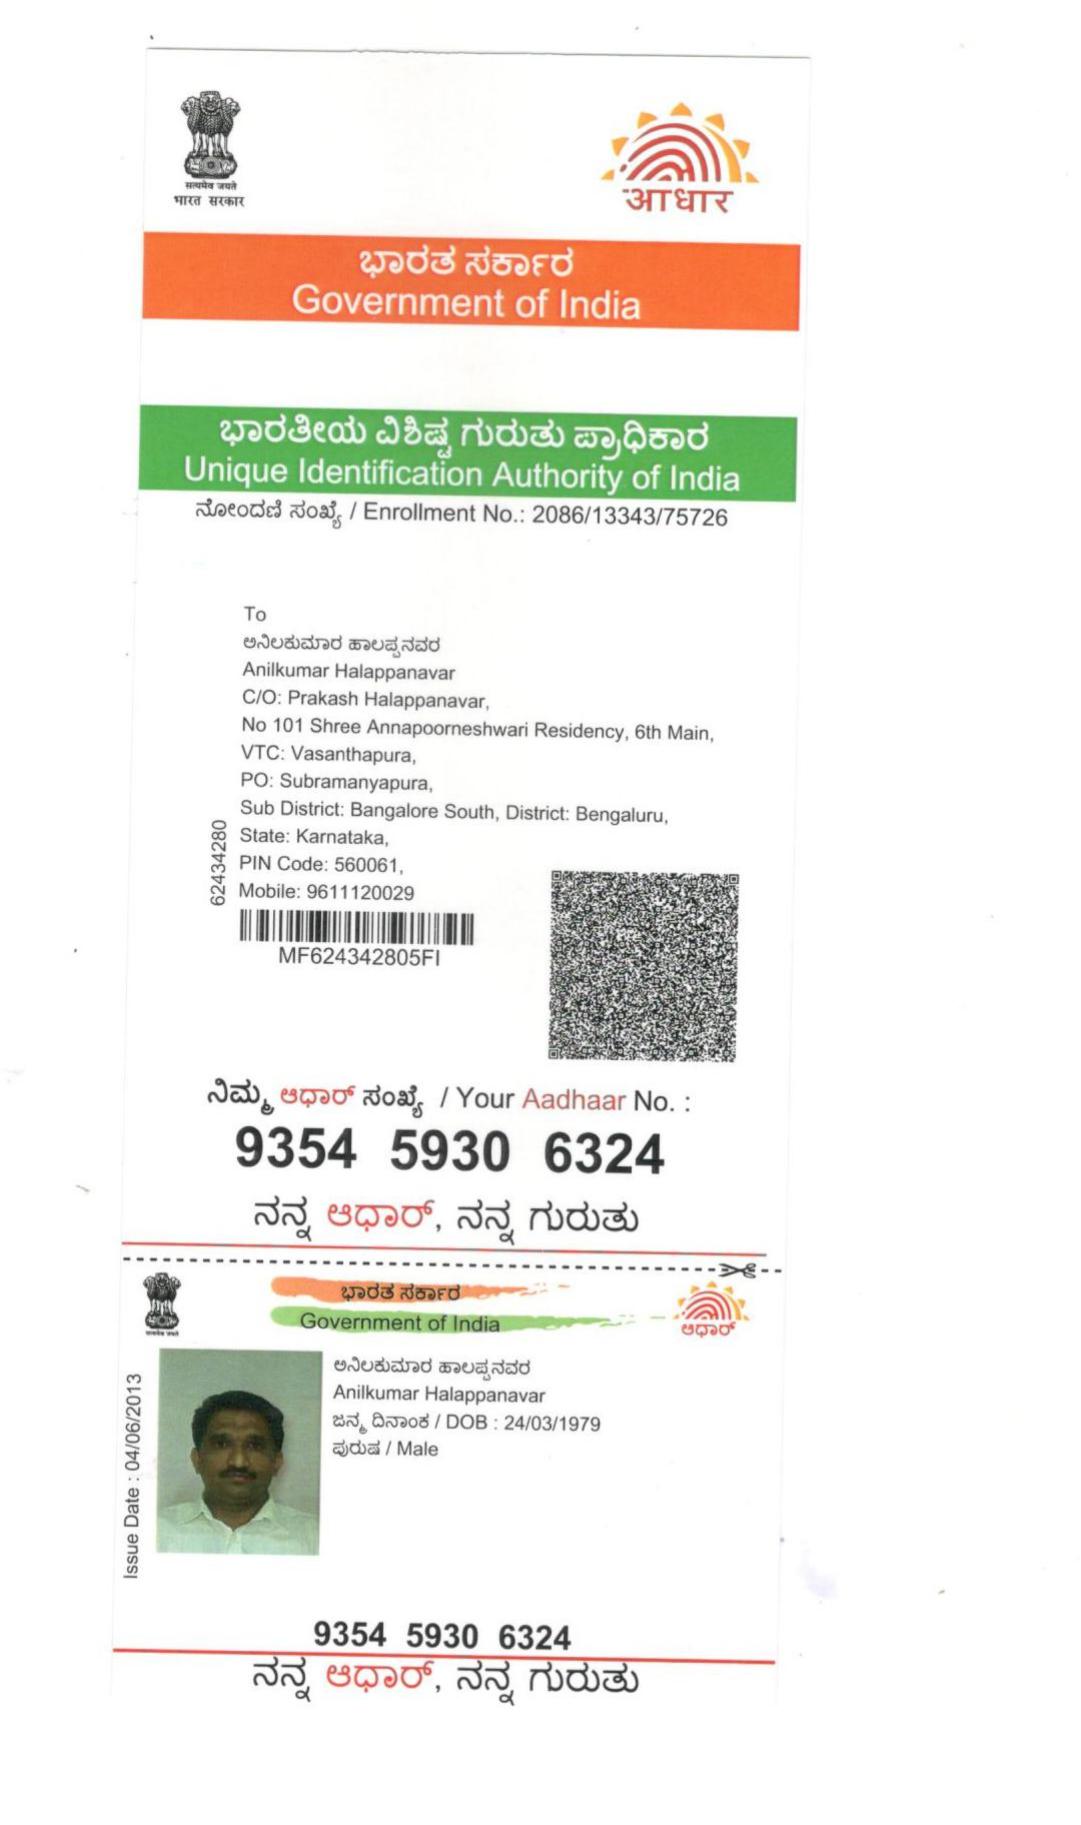 सत्यमेव जयते
भारत सरकार
आधार
ಭಾರತ ಸರ್ಕಾರ
Government of India
ಭಾರತೀಯ ವಿಶಿಷ್ಟ ಗುರುತು ಪ್ರಾಧಿಕಾರ
Unique Identification Authority of India
ನೋಂದಣಿ ಸಂಖ್ಯೆ / Enrollment No.: 2086/13343/75726
To
ಅನಿಲಕುಮಾರ ಹಾಲಪ್ಪನವರ
Anilkumar Halappanavar
C/O: Prakash Halappanavar,
No 101 Shree Annapoorneshwari Residency, 6th Main,
VTC: Vasanthapura,
PO: Subramanyapura,
Sub District: Bangalore South, District: Bengaluru,
State: Karnataka,
PIN Code: 560061,
Mobile: 9611120029
62434280
MF624342805FI
ನಿಮ್ಮ ಆಧಾರ್ ಸಂಖ್ಯೆ / Your Aadhaar No. :
9354 5930 6324
ನನ್ನ ಆಧಾರ್, ನನ್ನ ಗುರುತು
ಭಾರತ ಸರ್ಕಾರ
Government of India
सत्यमेव जयते
ಆಧಾರ್
Issue Date : 04/06/2013
ಅನಿಲಕುಮಾರ ಹಾಲಪ್ಪನವರ
Anilkumar Halappanavar
ಜನ್ಮ ದಿನಾಂಕ / DOB : 24/03/1979
ಪುರುಷ / Male
9354 5930 6324
ನನ್ನ ಆಧಾರ್, ನನ್ನ ಗುರುತು